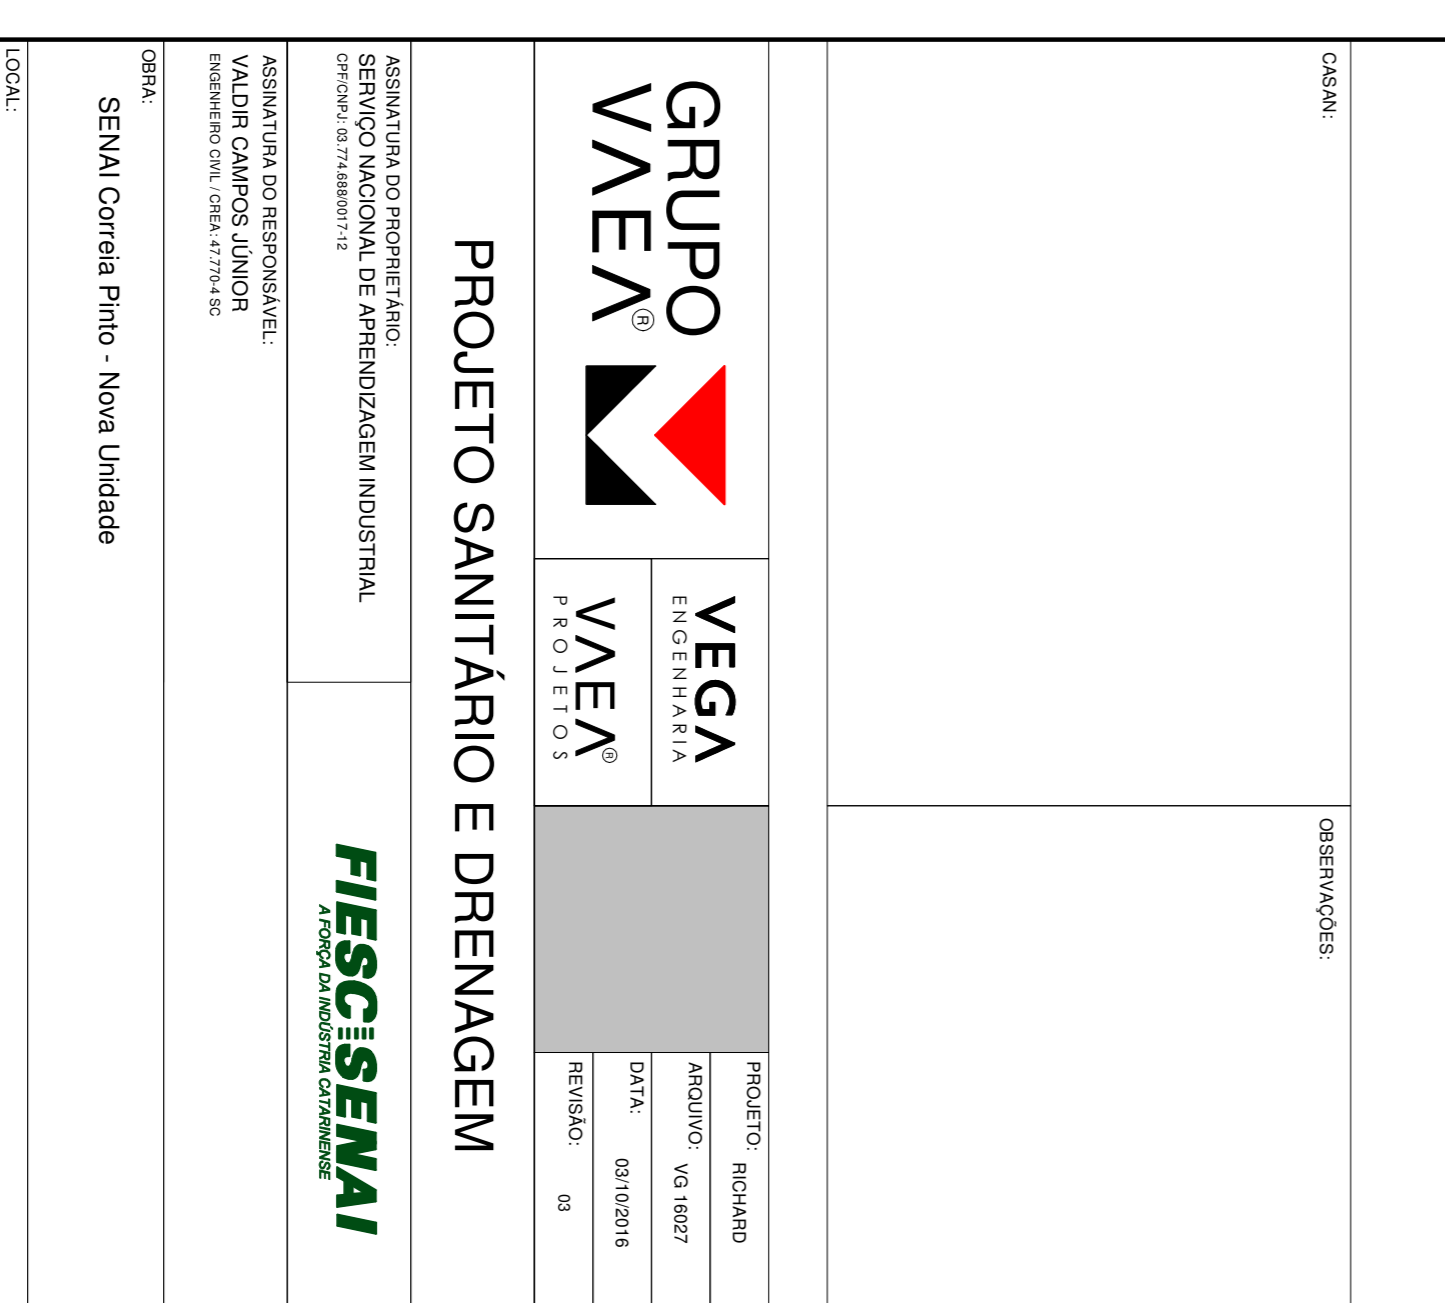 CASAN:
OBSERVAÇÕES:
GRUPO
VAEA®
VEGA
ENGENHARIA
VAEA®
PROJETOS
PROJETO: RICHARD
ARQUIVO: VG 16027
DATA: 03/10/2016
REVISÃO: 03
PROJETO SANITÁRIO E DRENAGEM
ASSINATURA DO PROPRIETÁRIO:
SERVIÇO NACIONAL DE APRENDIZAGEM INDUSTRIAL
CPF/CNPJ: 03.774.688/0017-12
FIESC SENAI
A FORÇA DA INDÚSTRIA CATARINENSE
ASSINATURA DO RESPONSÁVEL:
VALDIR CAMPOS JÚNIOR
ENGENHEIRO CIVIL / CREA: 47.770-4 SC
OBRA:
SENAI Correia Pinto - Nova Unidade
LOCAL: